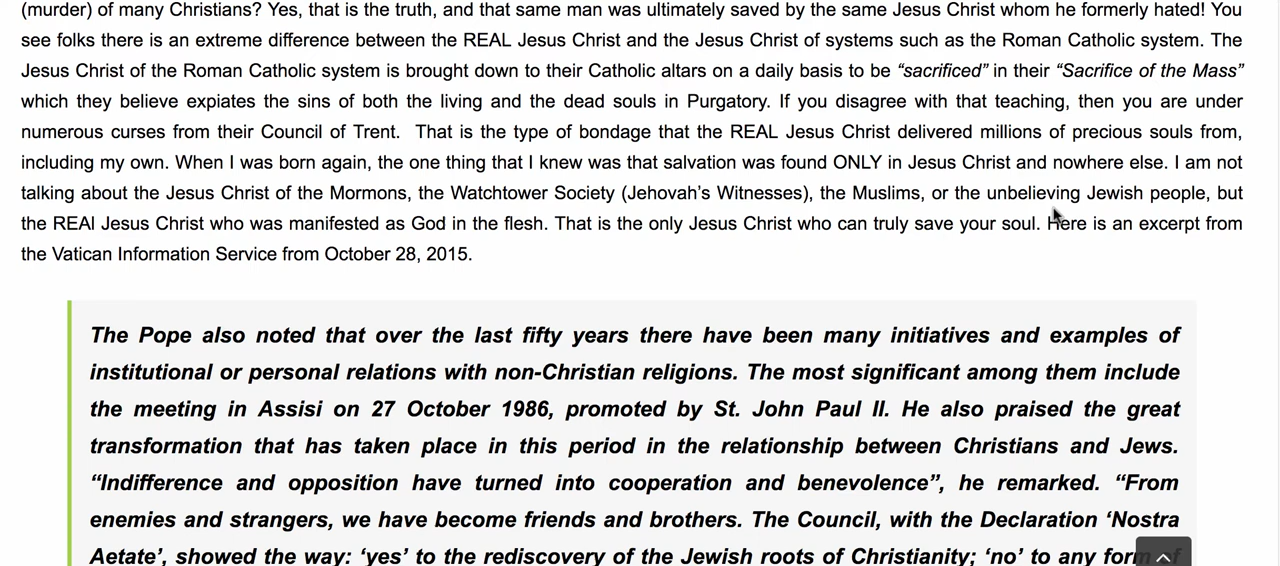 (murder) of many Christians? Yes, that is the truth, and that same man was ultimately saved by the same Jesus Christ whom he formerly hated! You
see folks there is an extreme difference between the REAL Jesus Christ and the Jesus Christ of systems such as the Roman Catholic system. The
Jesus Christ of the Roman Catholic system is brought down to their Catholic altars on a daily basis to be “sacrificed” in their “Sacrifice of the Mass”
which they believe expiates the sins of both the living and the dead souls in Purgatory. If you disagree with that teaching, then you are under
numerous curses from their Council of Trent.  That is the type of bondage that the REAL Jesus Christ delivered millions of precious souls from,
including my own. When I was born again, the one thing that I knew was that salvation was found ONLY in Jesus Christ and nowhere else. I am not
talking about the Jesus Christ of the Mormons, the Watchtower Society (Jehovah’s Witnesses), the Muslims, or the unbelieving Jewish people, but
the REAl Jesus Christ who was manifested as God in the flesh. That is the only Jesus Christ who can truly save your soul. Here is an excerpt from
the Vatican Information Service from October 28, 2015.
The Pope also noted that over the last fifty years there have been many initiatives and examples of
institutional or personal relations with non-Christian religions. The most significant among them include
the meeting in Assisi on 27 October 1986, promoted by St. John Paul II. He also praised the great
transformation that has taken place in this period in the relationship between Christians and Jews.
“Indifference and opposition have turned into cooperation and benevolence”, he remarked. “From
enemies and strangers, we have become friends and brothers. The Council, with the Declaration ‘Nostra
Aetate’, showed the way: ‘yes’ to the rediscovery of the Jewish roots of Christianity; ‘no’ to any form of